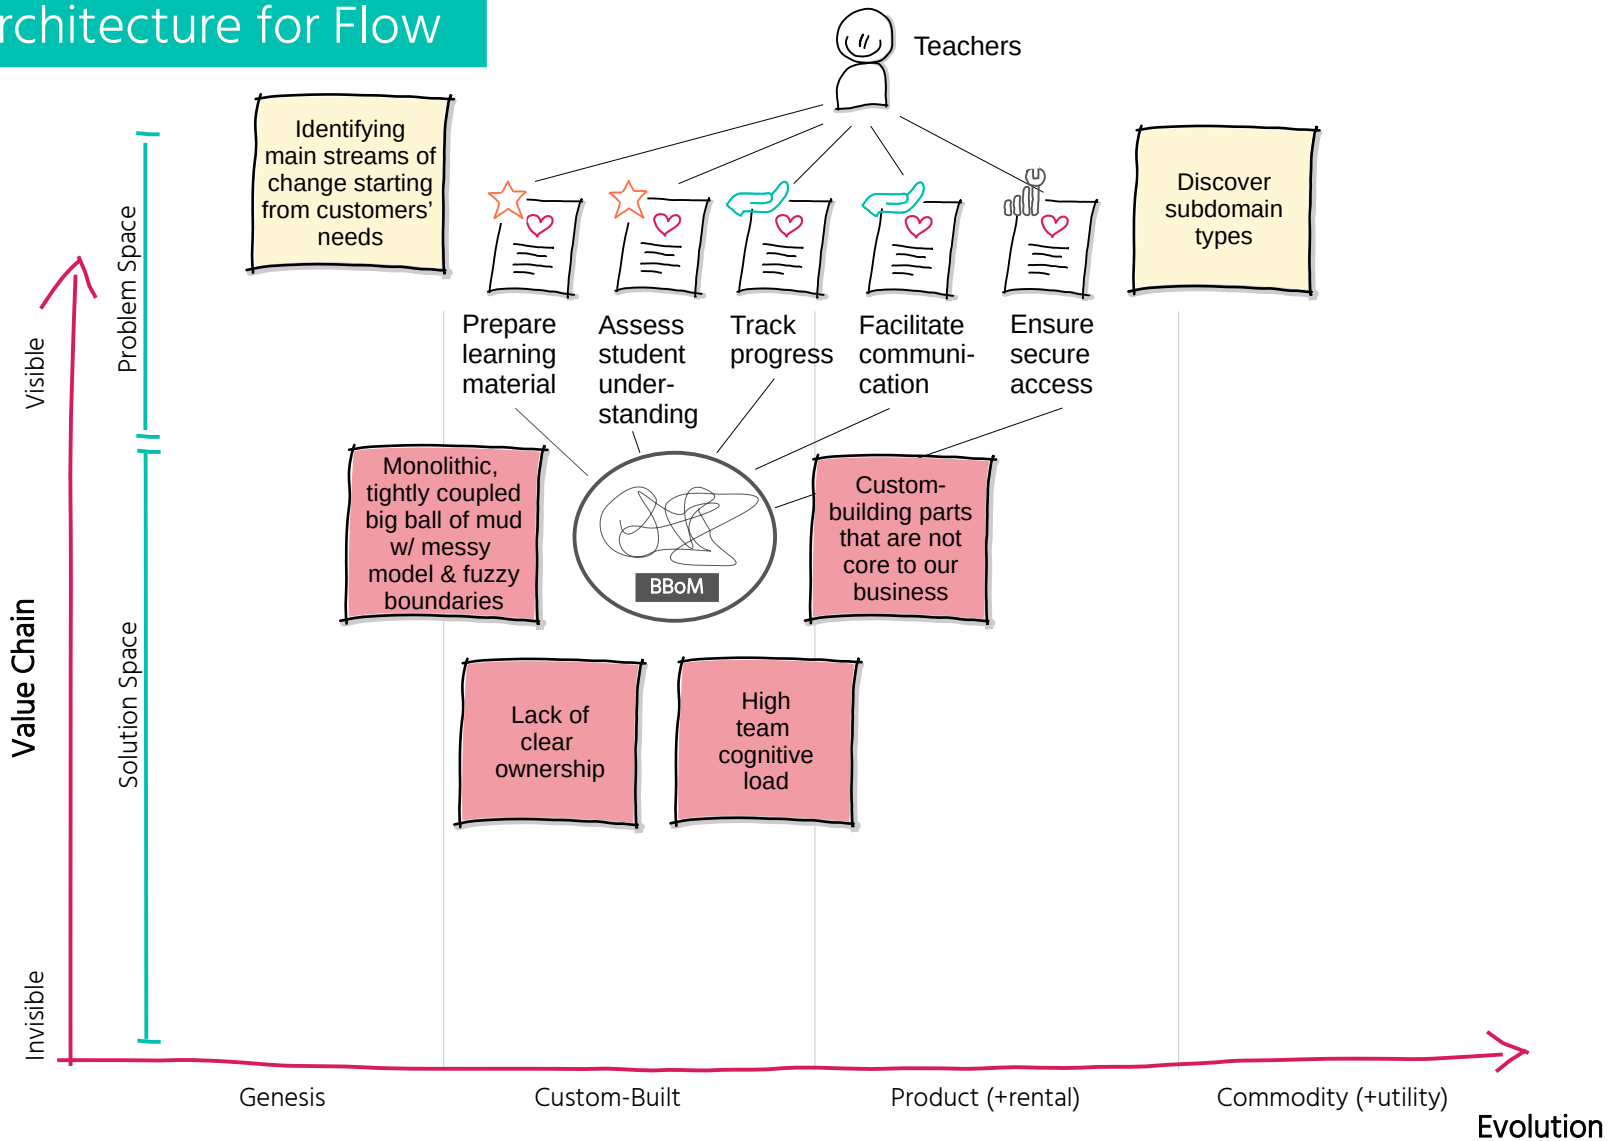 rchitecture for Flow
Teachers
Identifying
main streams of
change starting
from customers’
needs
Discover
subdomain
types
Prepare
learning
material
Assess
student
under-
standing
Track
progress
Facilitate
communi-
cation
Ensure
secure
access
Monolithic,
tightly coupled
big ball of mud
w/ messy
model & fuzzy
boundaries
BBoM
Custom-
building parts
that are not
core to our
business
Lack of
clear
ownership
High
team
cognitive
load
Visible
Invisible
Value Chain
Problem Space
Solution Space
Genesis
Custom-Built
Product (+rental)
Commodity (+utility)
Evolution